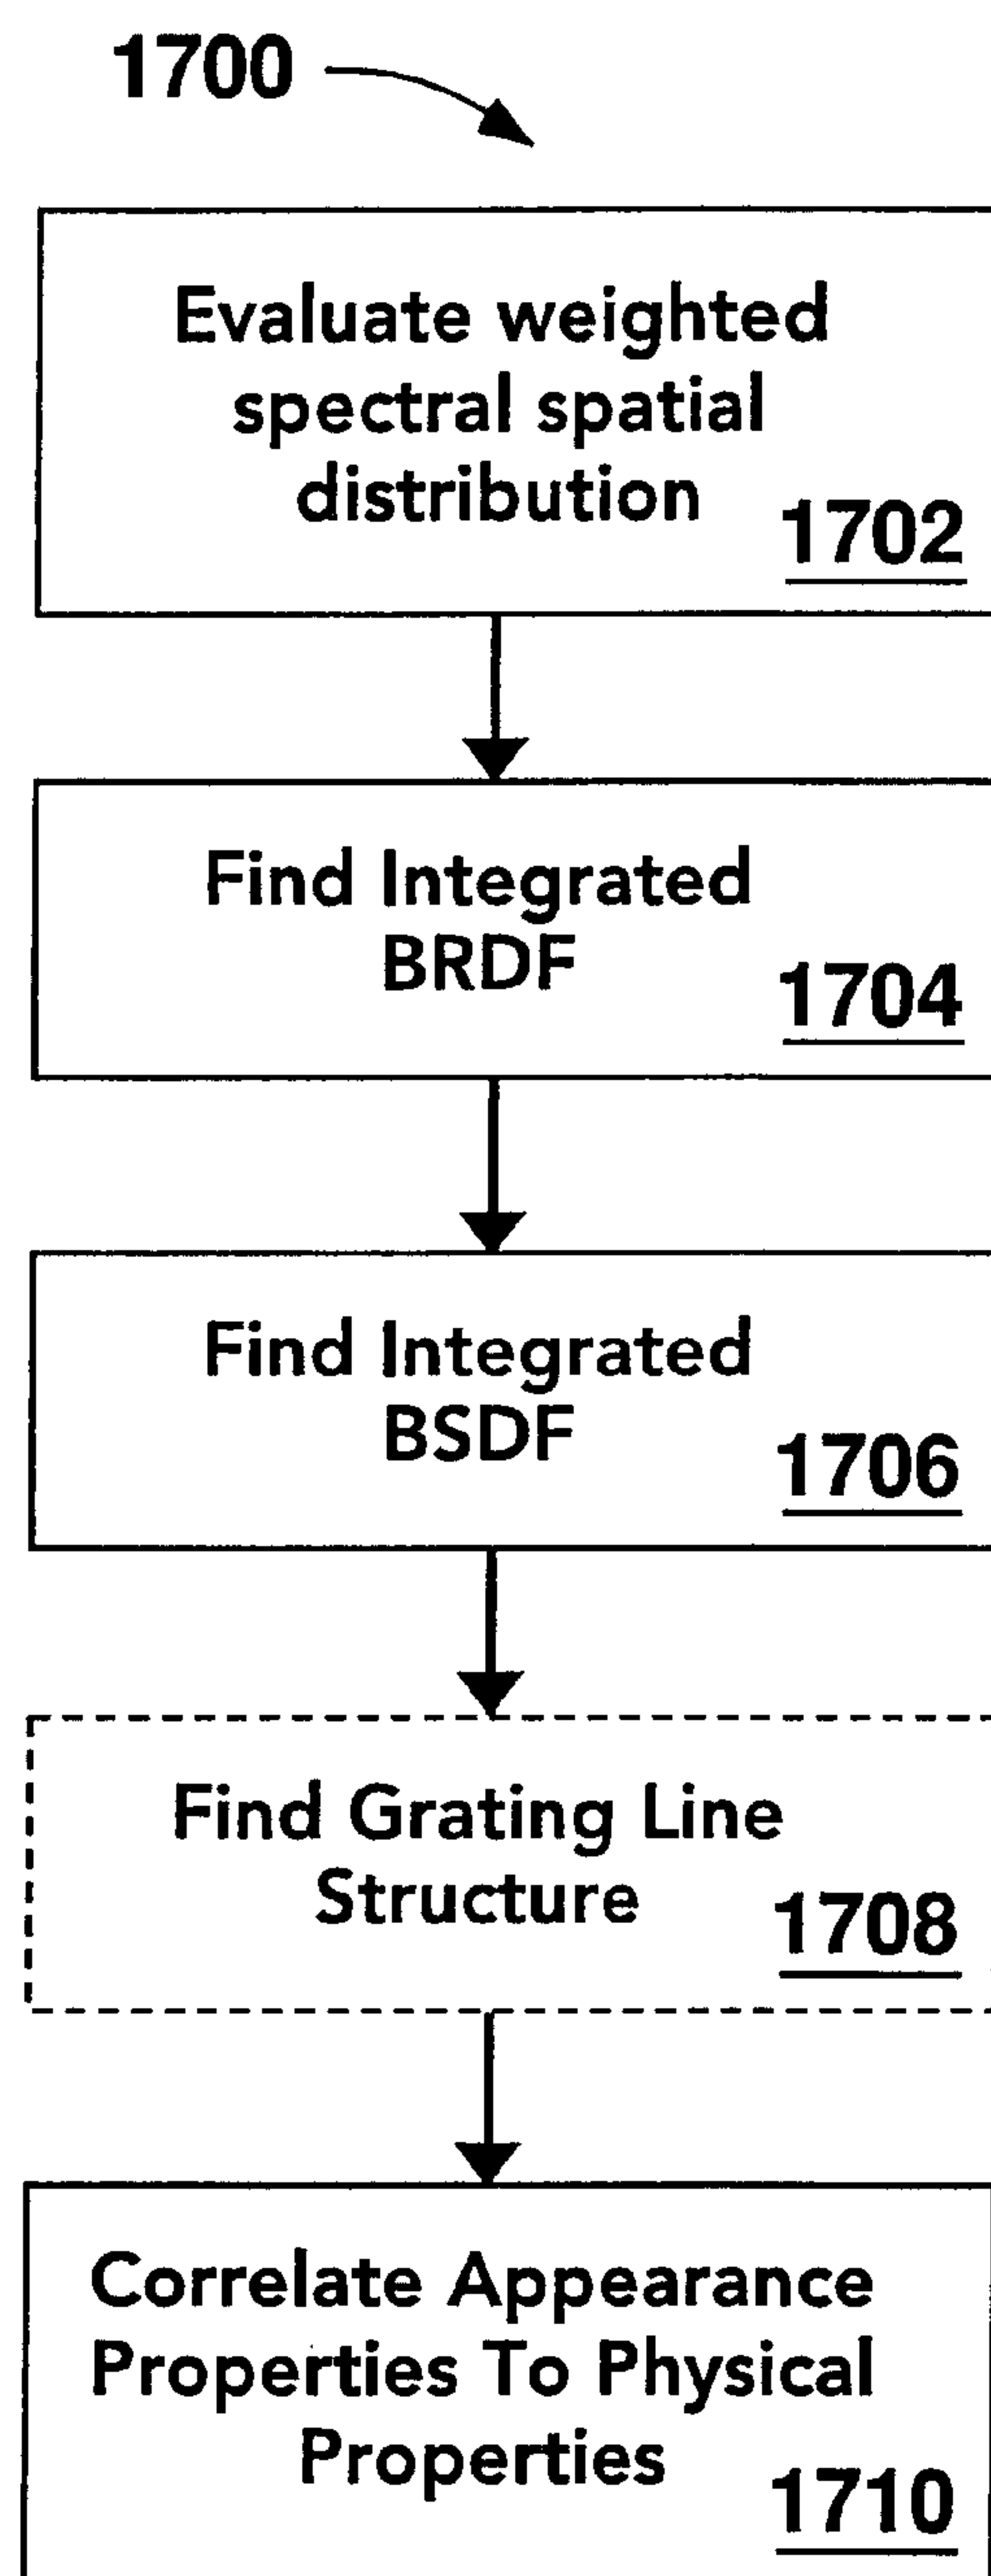 1700
Evaluate weighted
spectral spatial
distribution
1702
Find Integrated
BRDF
1704
Find Integrated
BSDF
1706
Find Grating Line
Structure
1708
Correlate Appearance
Properties To Physical
Properties
1710